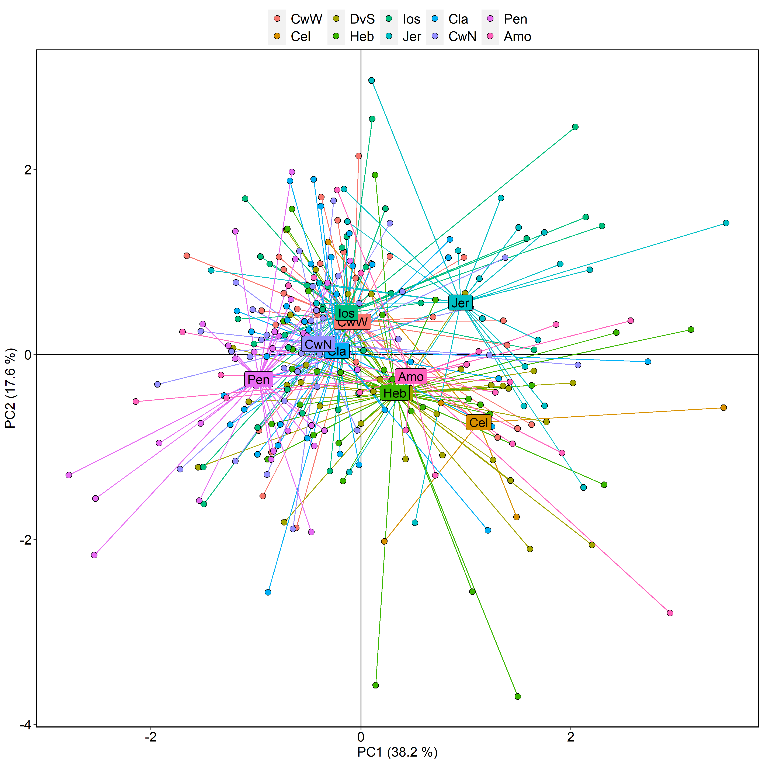 CwW DvS Ios Cla Pen
Cel Heb Jer CwN Amo
2
Ios
Jer
CwW
CwN
Cla
0
Pen
Amo
Heb
Cel
PC2 (17.6 %)
-2
-4
-2 0 2
PC1 (38.2 %)